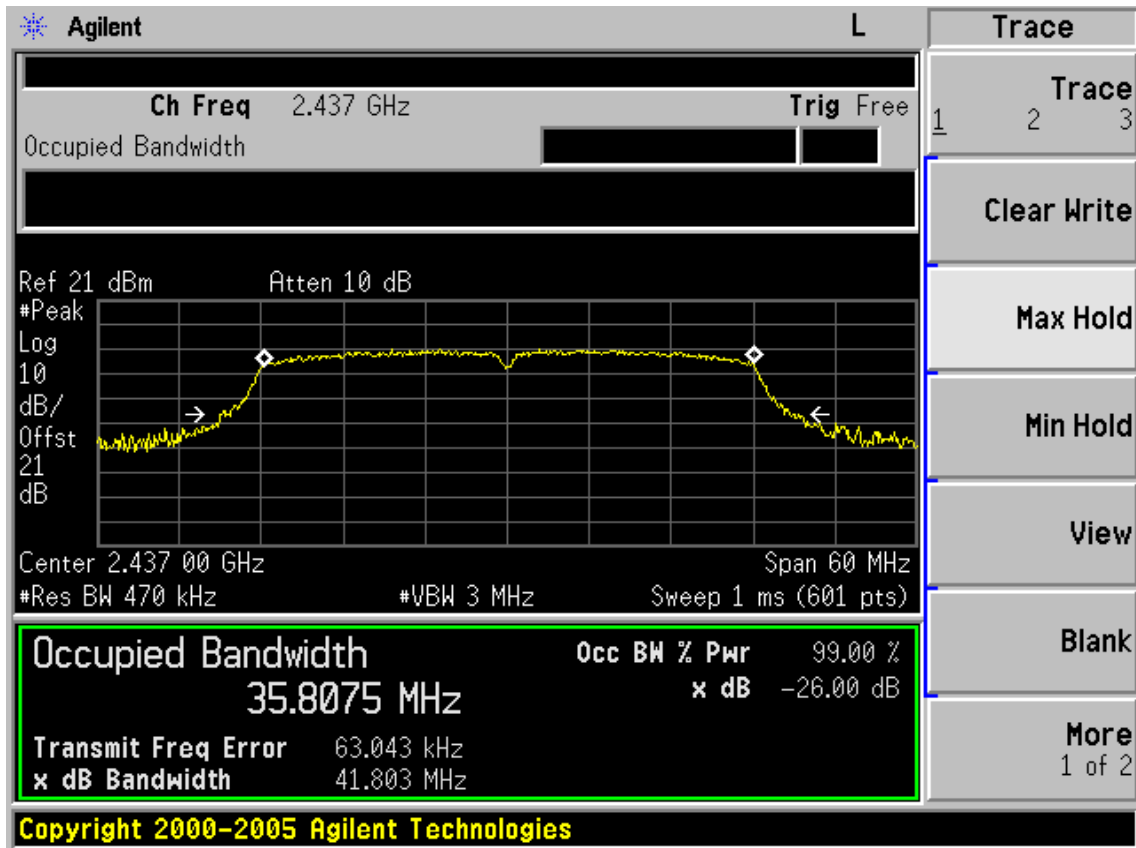 Agilent L Trace
Ch Freq 2.437 GHz Trig Free
Occupied Bandwidth
Trace
1 2 3
Clear Write
Max Hold
Min Hold
View
Blank
More
1 of 2
Ref 21 dBm Atten 10 dB
#Peak
Log
10
dB/
Offst
21
dB
Center 2.437 00 GHz Span 60 MHz
#Res BW 470 kHz #VBW 3 MHz Sweep 1 ms (601 pts)
Occupied Bandwidth Occ BW % Pwr 99.00 %
35.8075 MHz x dB -26.00 dB
Transmit Freq Error 63.043 kHz
x dB Bandwidth 41.803 MHz
Copyright 2000-2005 Agilent Technologies